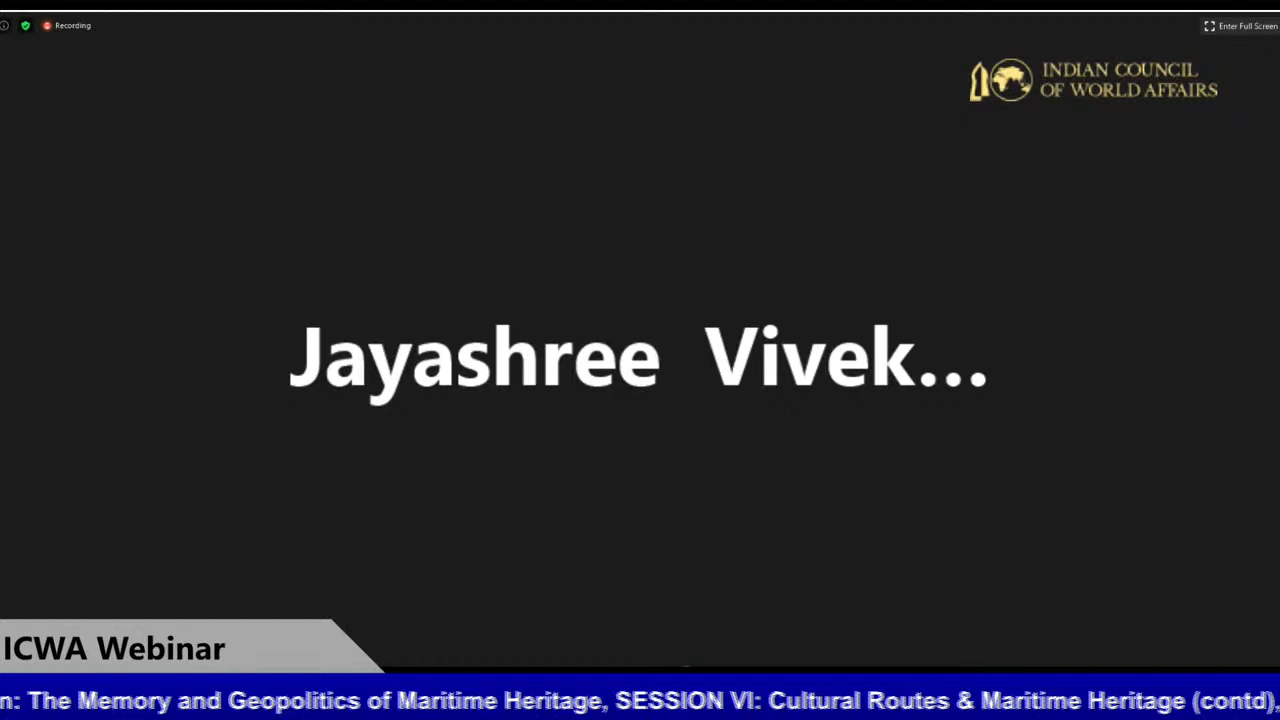 Recording
Enter Full Screen
INDIAN COUNCIL
OF WORLD AFFAIRS
Jayashree Vivek...
ICWA Webinar
n: The Memory and Geopolitics of Maritime Heritage, SESSION VI: Cultural Routes & Maritime Heritage (contd),